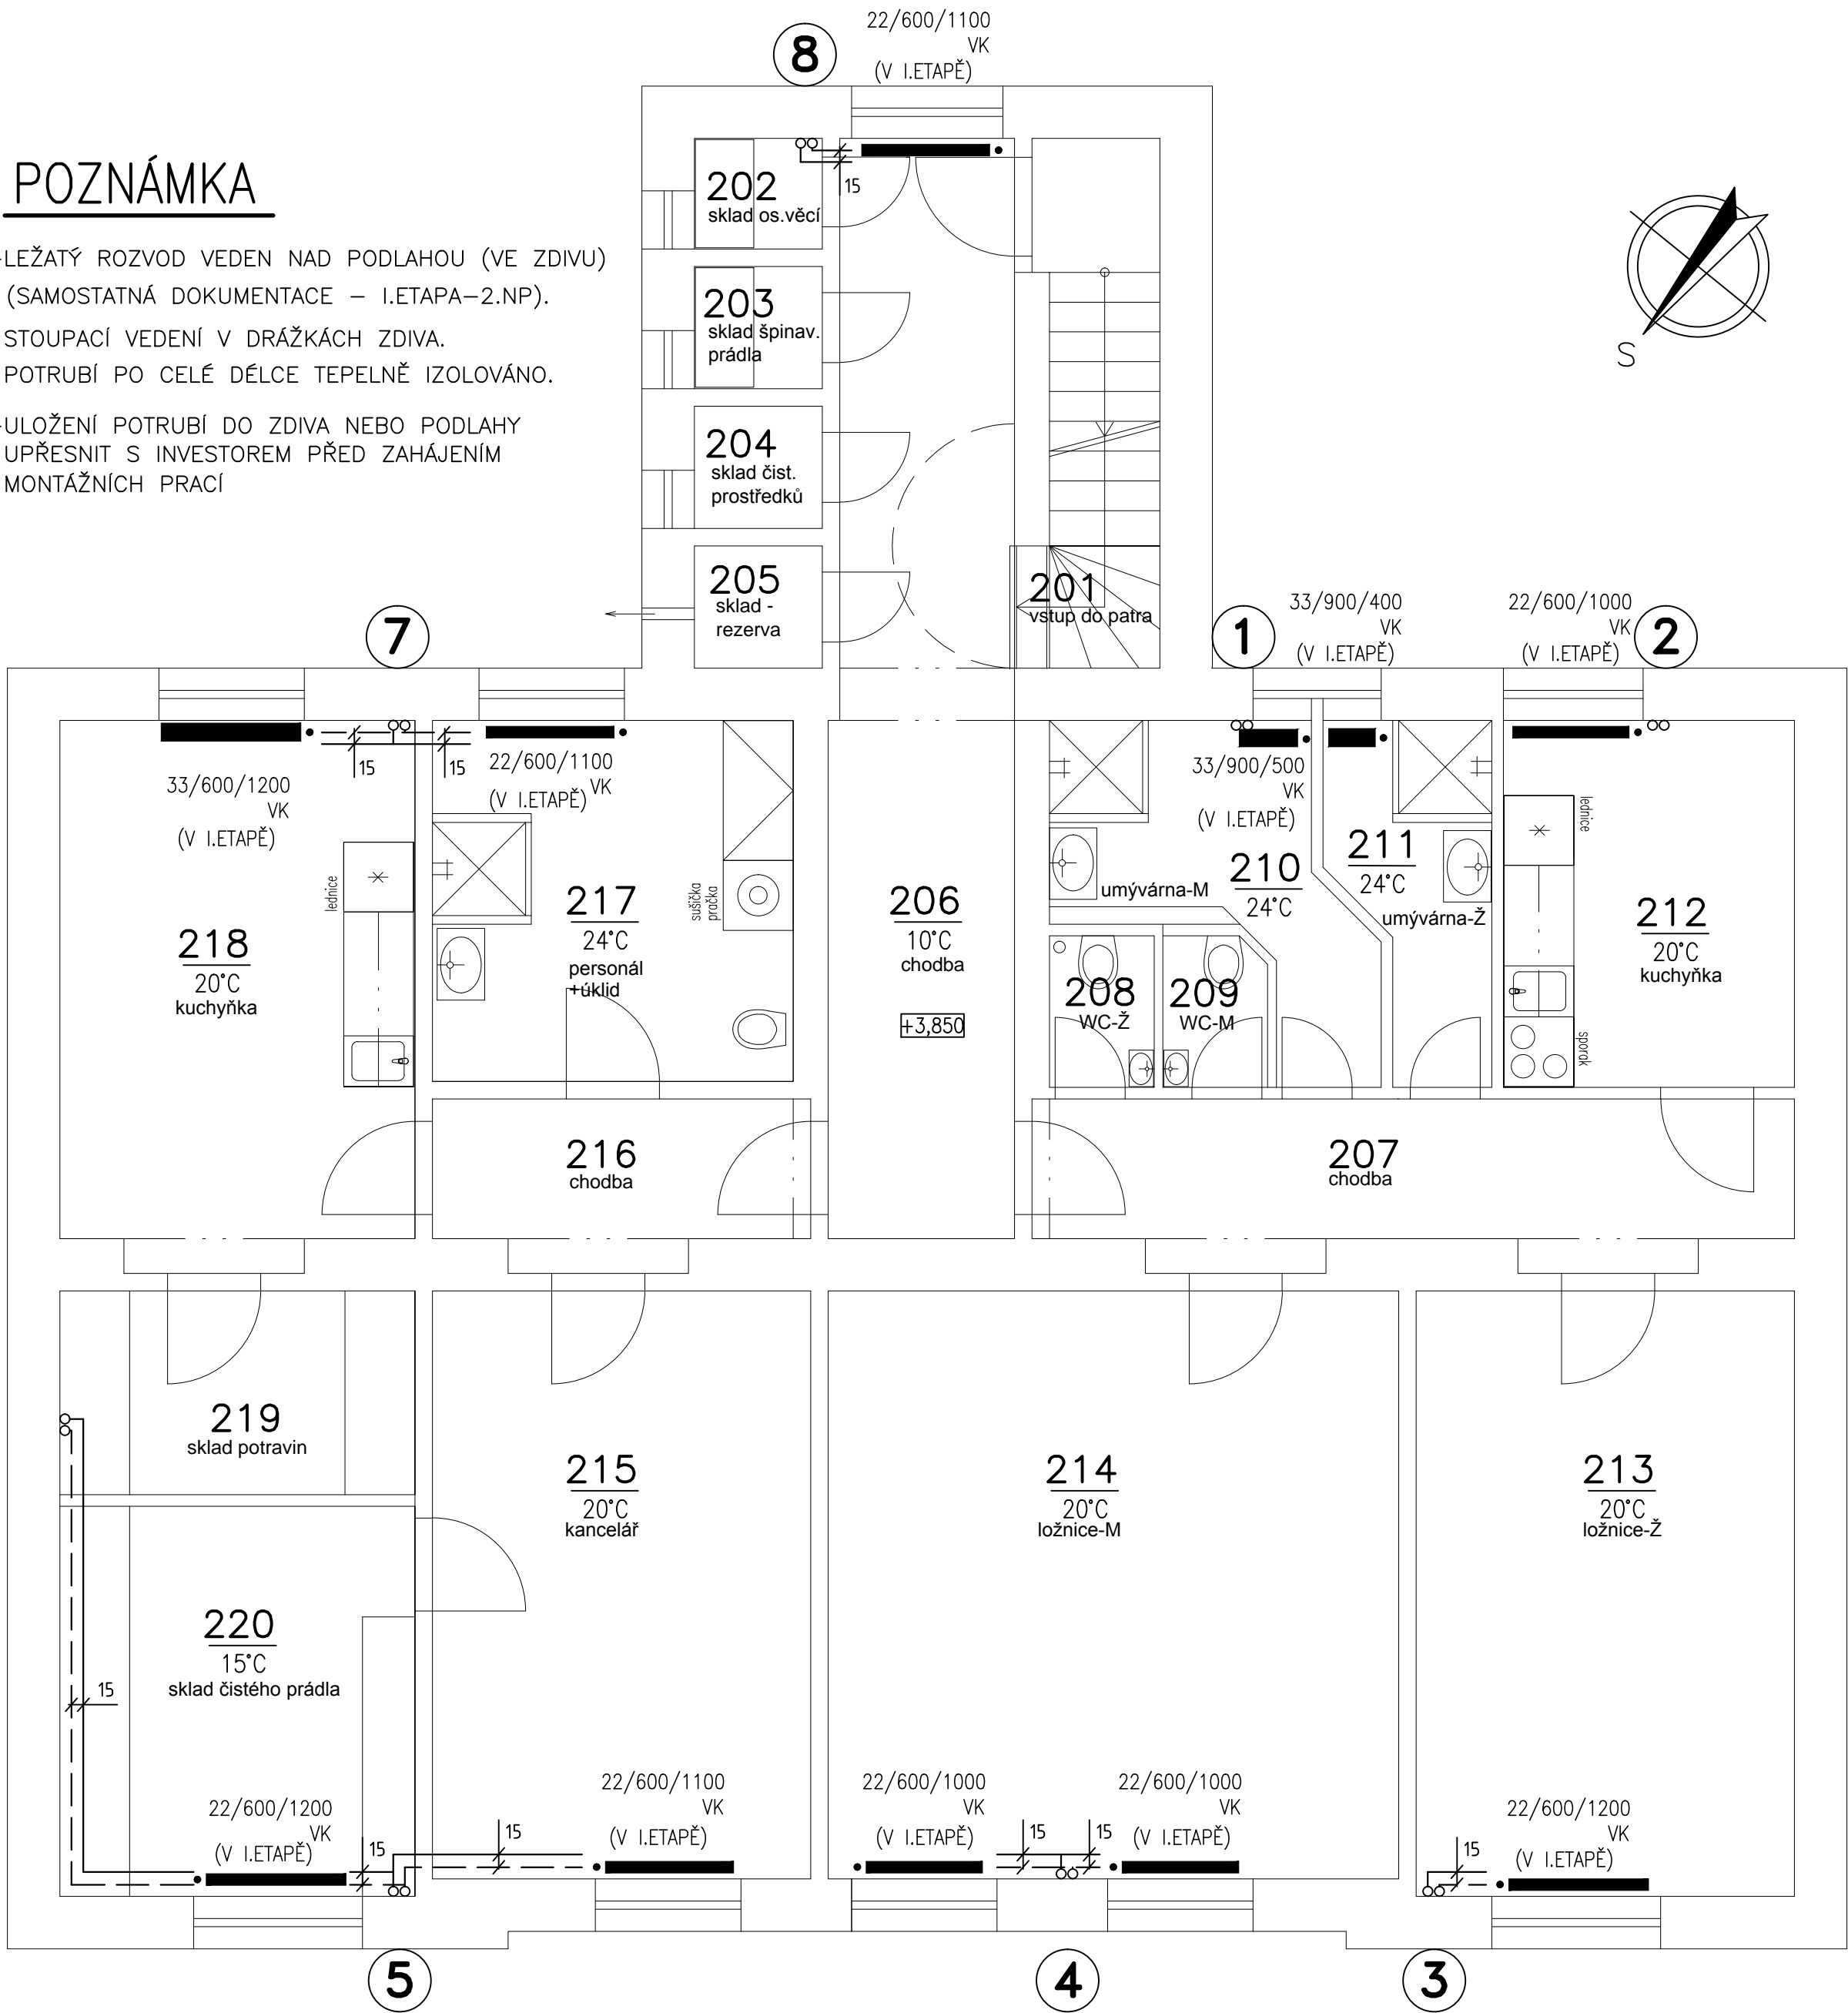 8
22/600/1100
VK
(V I.ETAPĚ)
POZNÁMKA
-LEŽATÝ ROZVOD VEDEN NAD PODLAHOU (VE ZDIVU)
(SAMOSTATNÁ DOKUMENTACE – I.ETAPA–2.NP).
STOUPACÍ VEDENÍ V DRÁŽKÁCH ZDIVA.
POTRUBÍ PO CELÉ DÉLCE TEPELNĚ IZOLOVÁNO.
-ULOŽENÍ POTRUBÍ DO ZDIVA NEBO PODLAHY
UPŘESNIT S INVESTOREM PŘED ZAHÁJENÍM
MONTÁŽNÍCH PRACÍ
15
202
sklad os.věcí
203
sklad špinav.
prádla
204
sklad čist.
prostředků
205
sklad -
rezerva
201
vstup do patra
S
7
1
33/900/400
VK
(V I.ETAPĚ)
22/600/1000
VK
(V I.ETAPĚ)
2
15
15
33/600/1200
VK
(V I.ETAPĚ)
22/600/1100
VK
(V I.ETAPĚ)
33/900/500
VK
(V I.ETAPĚ)
lednice
218
20°C
kuchyňka
217
24°C
personál
+úklid
sušička
pračka
206
10°C
chodba
+3,850
umývárna-M
210
24°C
211
24°C
umývárna-Ž
lednice
212
20°C
kuchyňka
sporak
208
WC-Ž
209
WC-M
216
chodba
207
chodba
219
sklad potravin
215
20°C
kancelář
214
20°C
ložnice-M
213
20°C
ložnice-Ž
220
15°C
sklad čistého prádla
15
22/600/1200
VK
(V I.ETAPĚ)
15
15
22/600/1100
VK
(V I.ETAPĚ)
22/600/1000
VK
(V I.ETAPĚ)
15
15
22/600/1000
VK
(V I.ETAPĚ)
15
22/600/1200
VK
(V I.ETAPĚ)
5
4
3